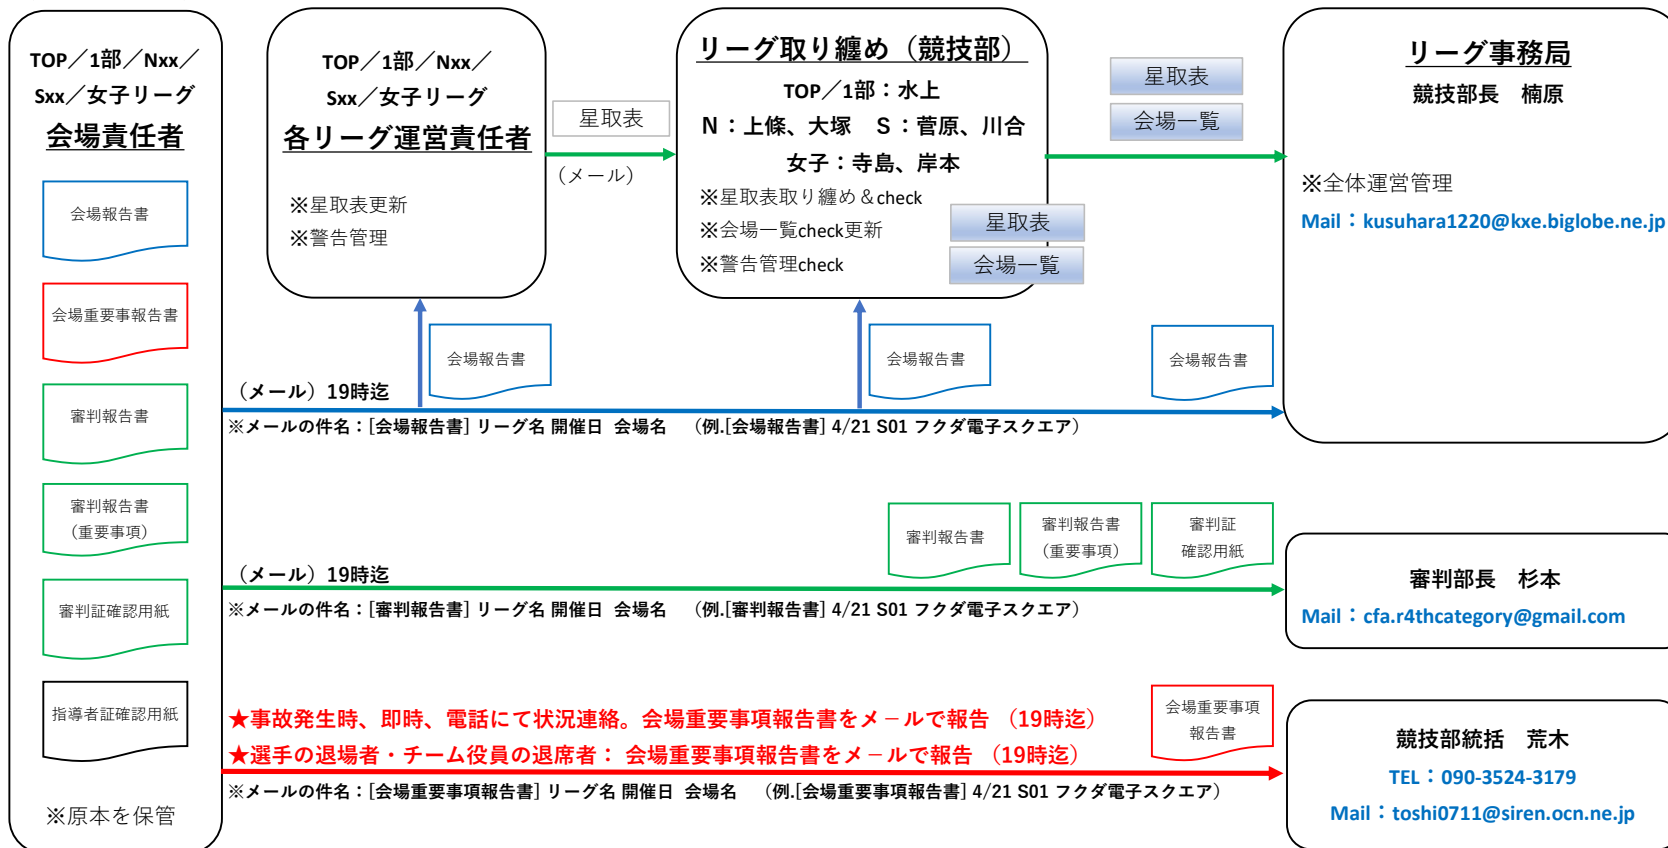 TOP／1部／Nxx／
Sxx／女子リーグ
会場責任者
会場報告書
会場重要事報告書
審判報告書
審判報告書
（重要事項）
審判証確認用紙
指導者証確認用紙
※原本を保管
TOP／1部／Nxx／
Sxx／女子リーグ
各リーグ運営責任者
※星取表更新
※警告管理
星取表
（メール）
リーグ取り纏め（競技部）
TOP／1部：水上
N：上條、大塚　S：菅原、川合
女子：寺島、岸本
※星取表取り纏め＆check
※会場一覧check更新
※警告管理check
星取表
会場一覧
星取表
会場一覧
リーグ事務局
競技部長　楠原
※全体運営管理
Mail：kusuhara1220@kxe.biglobe.ne.jp
会場報告書
会場報告書
会場報告書
（メール）19時迄
※メールの件名：[会場報告書] リーグ名 開催日 会場名　（例.[会場報告書] 4/21 S01 フクダ電子スクエア）
審判報告書
審判報告書
（重要事項）
審判証
確認用紙
（メール）19時迄
※メールの件名：[審判報告書] リーグ名 開催日 会場名　（例.[審判報告書] 4/21 S01 フクダ電子スクエア）
審判部長　杉本
Mail：cfa.r4thcategory@gmail.com
★事故発生時、即時、電話にて状況連絡。会場重要事項報告書をメールで報告 （19時迄）
★選手の退場者・チーム役員の退席者： 会場重要事項報告書をメールで報告 （19時迄）
会場重要事項
報告書
※メールの件名：[会場重要事項報告書] リーグ名 開催日 会場名　（例.[会場重要事項報告書] 4/21 S01 フクダ電子スクエア）
競技部統括　荒木
TEL：090-3524-3179
Mail：toshi0711@siren.ocn.ne.jp